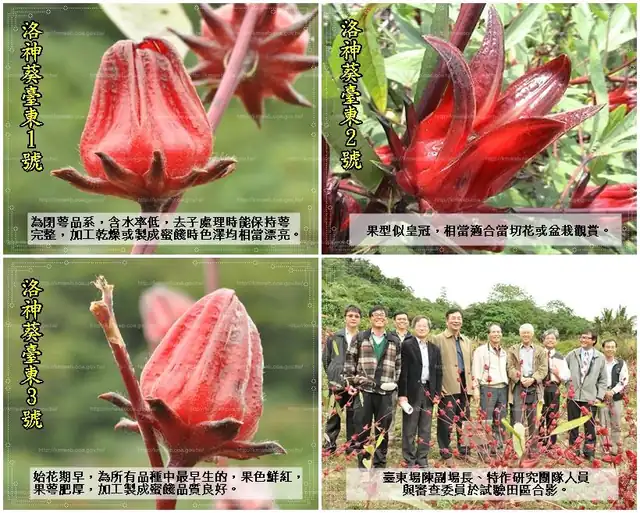 洛神葵臺東1號
為閉萼品系，含水率低，去子處理時能保持萼
完整，加工乾燥或製成蜜餞時色澤均相當漂亮。
洛神葵臺東2號
果型似皇冠，相當適合當切花或盆栽觀賞。
洛神葵臺東3號
始花期早，為所有品種中最早生的，果色鮮紅，
果萼肥厚，加工製成蜜餞品質良好。
臺東場陳副場長、特作研究團隊人員
與審查委員於試驗田區合影。